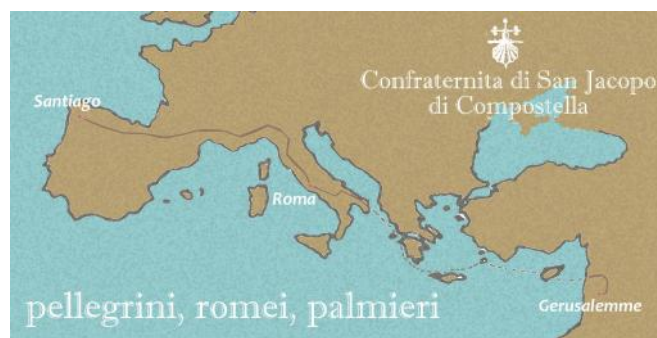 Confraternita di San Jacopo
di Compostella
Santiago
Roma
Gerusalemme
pellegrini, romei, palmieri